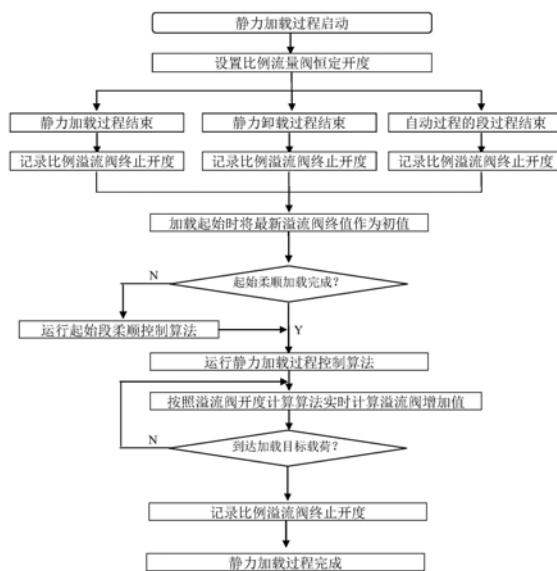 静力加载过程启动
设置比例流量阀恒定开度
静力加载过程结束
静力卸载过程结束
自动过程的段过程结束
记录比例溢流阀终止开度
记录比例溢流阀终止开度
记录比例溢流阀终止开度
加载起始时将最新溢流阀终值作为初值
N
起始柔顺加载完成？
运行起始段柔顺控制算法
Y
运行静力加载过程控制算法
按照溢流阀开度计算算法实时计算溢流阀增加值
N
到达加载目标载荷？
记录比例溢流阀终止开度
静力加载过程完成